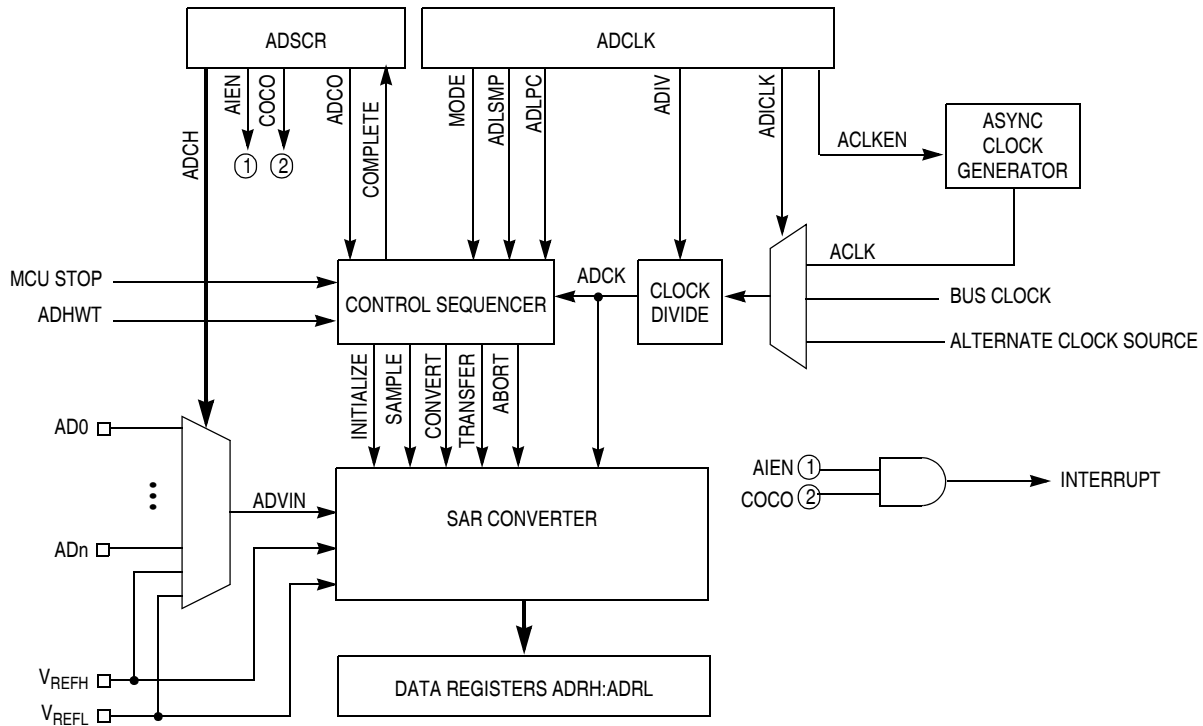 ADSCR
ADCLK
ADCH
AIEN
COCO
ADCO
COMPLETE
MODE
ADLSMP
ADLPC
ADIV
ADICLK
1
2
ACLKEN
ASYNC
CLOCK
GENERATOR
MCU STOP
ADHWT
CONTROL SEQUENCER
ADCK
CLOCK
DIVIDE
ACLK
BUS CLOCK
ALTERNATE CLOCK SOURCE
INITIALIZE
SAMPLE
CONVERT
TRANSFER
ABORT
AD0
ADn
ADVIN
SAR CONVERTER
AIEN 1
COCO 2
INTERRUPT
VREFH
VREFL
DATA REGISTERS ADRH:ADRL